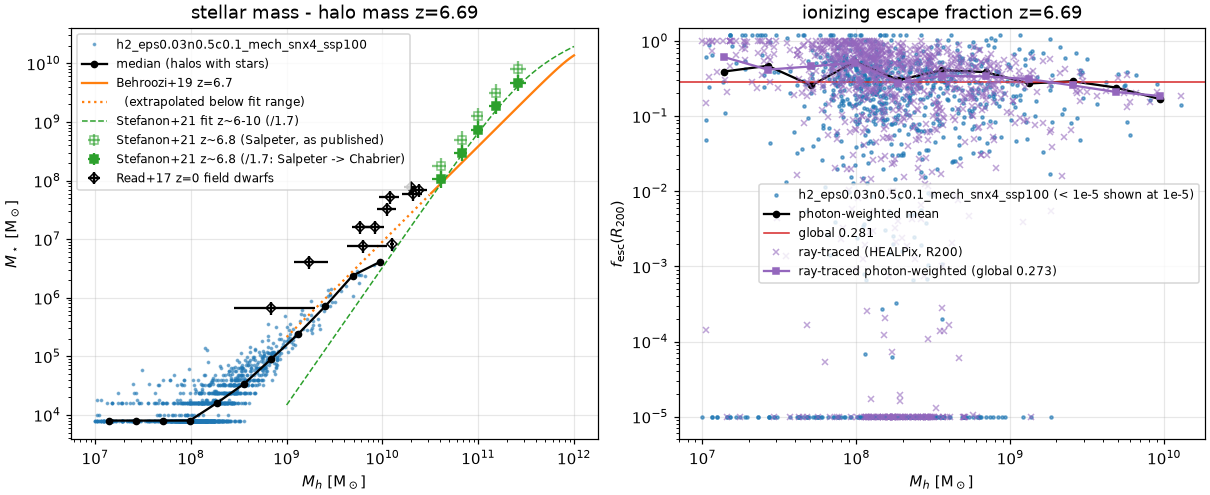 stellar mass - halo mass z=6.69
10^10
10^9
10^8
10^7
10^6
10^5
10^4
M⋆ [M⊙]
h2_eps0.03n0.5c0.1_mech_snx4_ssp100
median (halos with stars)
Behroozi+19 z=6.7
(extrapolated below fit range)
Stefanon+21 fit z~6-10 (/1.7)
Stefanon+21 z~6.8 (Salpeter, as published)
Stefanon+21 z~6.8 (/1.7: Salpeter -> Chabrier)
Read+17 z=0 field dwarfs
10^7 10^8 10^9 10^10 10^11 10^12
M_h [M⊙]
ionizing escape fraction z=6.69
10^0
10^−1
10^−2
10^−3
10^−4
10^−5
f_esc(R_200)
h2_eps0.03n0.5c0.1_mech_snx4_ssp100 (< 1e-5 shown at 1e-5)
photon-weighted mean
global 0.281
ray-traced (HEALPix, R200)
ray-traced photon-weighted (global 0.273)
10^7 10^8 10^9 10^10
M_h [M⊙]